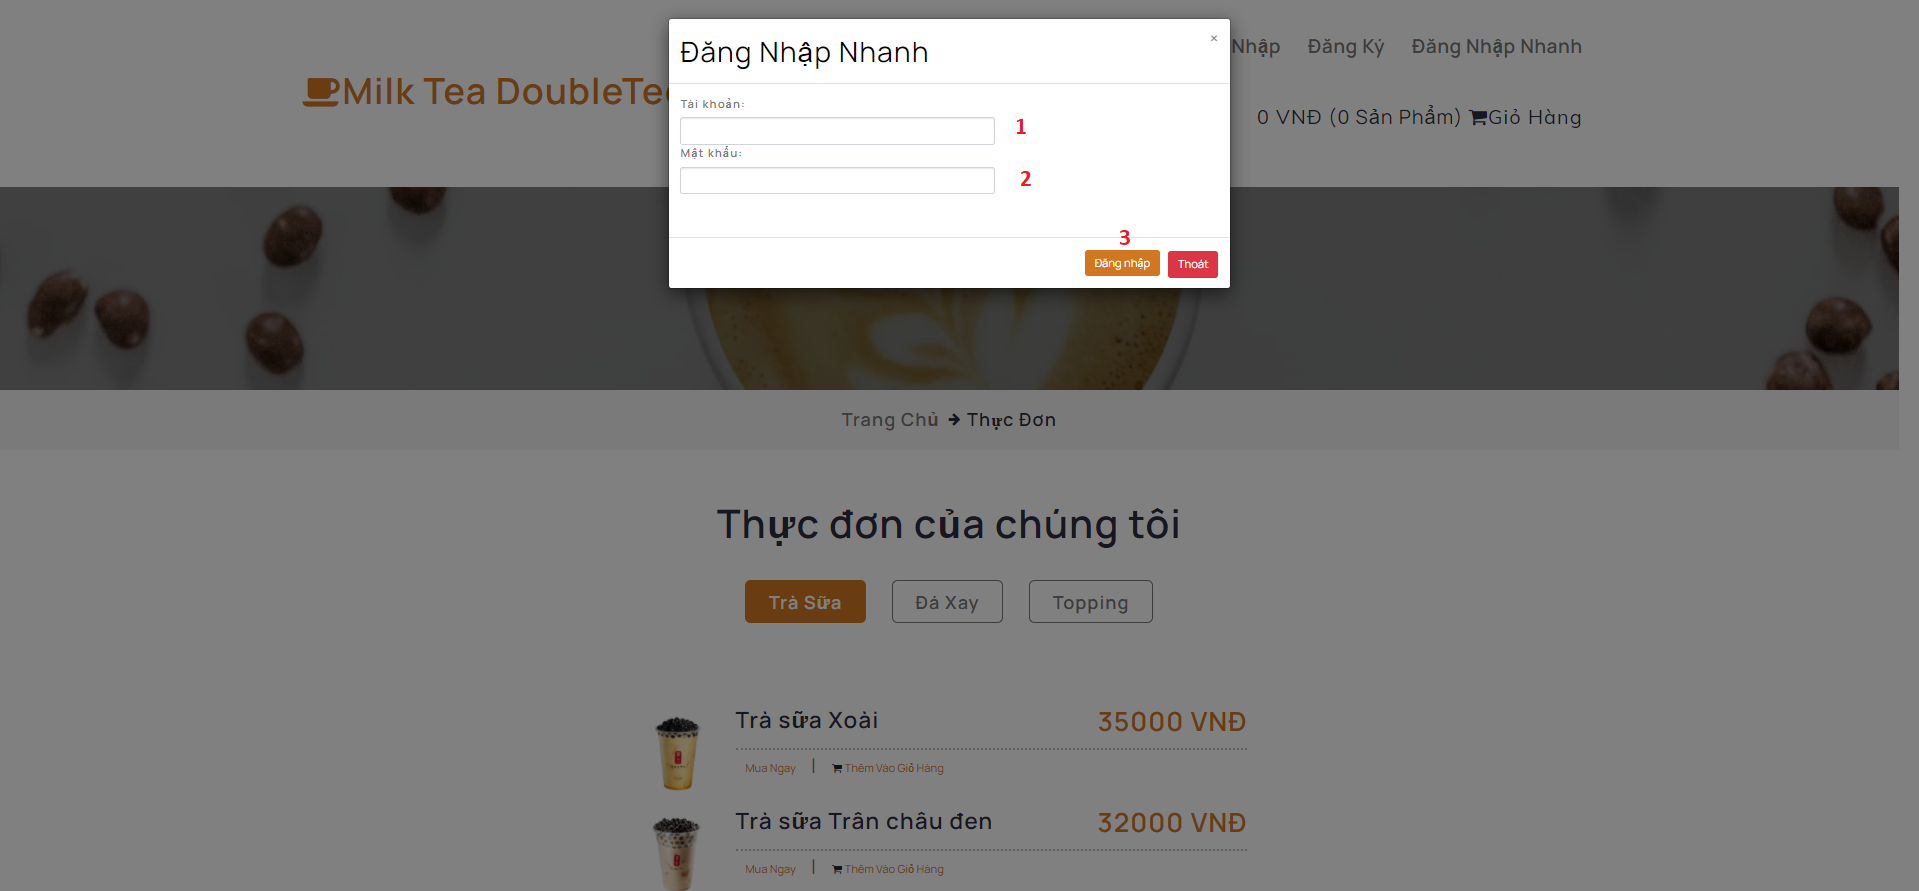 Đăng Nhập Nhanh ×
Tài khoản:
1
Mật khẩu:
2
3
Đăng nhập Thoát
Nhập Đăng Ký Đăng Nhập Nhanh
Milk Tea DoubleTe
0 VNĐ (0 Sản Phẩm) Giỏ Hàng
Trang Chủ → Thực Đơn
Thực đơn của chúng tôi
Trà Sữa Đá Xay Topping
Trà sữa Xoài 35000 VNĐ
Mua Ngay | Thêm Vào Giỏ Hàng
Trà sữa Trân châu đen 32000 VNĐ
Mua Ngay | Thêm Vào Giỏ Hàng